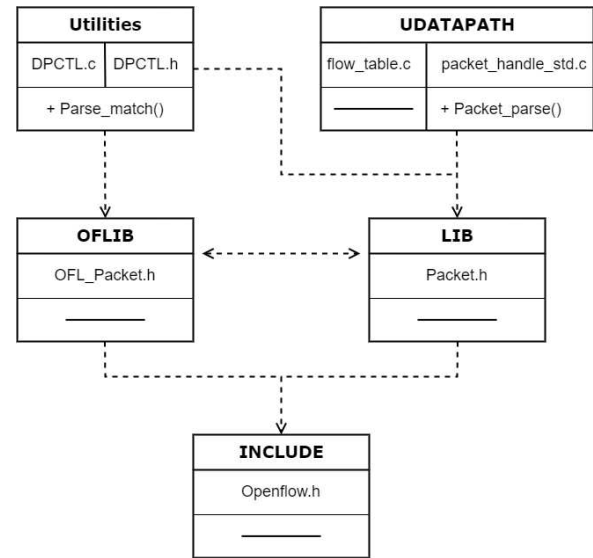 Utilities
DPCTL.c DPCTL.h
+ Parse_match()
UDATAPATH
flow_table.c packet_handle_std.c
+ Packet_parse()
OFLIB
OFL_Packet.h
LIB
Packet.h
INCLUDE
Openflow.h